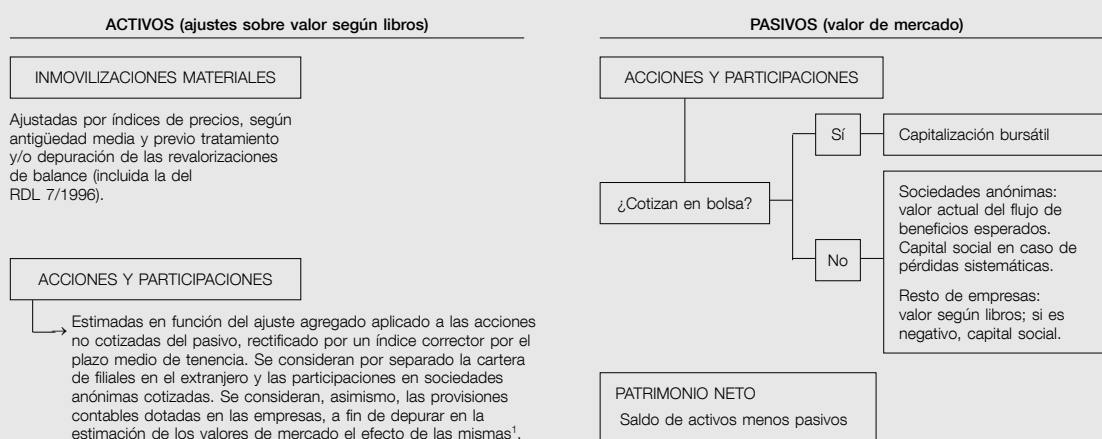 ACTIVOS (ajustes sobre valor según libros)
INMOVILIZACIONES MATERIALES
Ajustadas por índices de precios, según
antigüedad media y previo tratamiento
y/o depuración de las revalorizaciones
de balance (incluida la del
RDL 7/1996).
ACCIONES Y PARTICIPACIONES
Estimadas en función del ajuste agregado aplicado a las acciones
no cotizadas del pasivo, rectificado por un índice corrector por el
plazo medio de tenencia. Se consideran por separado la cartera
de filiales en el extranjero y las participaciones en sociedades
anónimas cotizadas. Se consideran, asimismo, las provisiones
contables dotadas en las empresas, a fin de depurar en la
estimación de los valores de mercado el efecto de las mismas¹.
PASIVOS (valor de mercado)
ACCIONES Y PARTICIPACIONES
¿Cotizan en bolsa?
Sí
Capitalización bursátil
No
Sociedades anónimas:
valor actual del flujo de
beneficios esperados.
Capital social en caso de
pérdidas sistemáticas.
Resto de empresas:
valor según libros; si es
negativo, capital social.
PATRIMONIO NETO
Saldo de activos menos pasivos